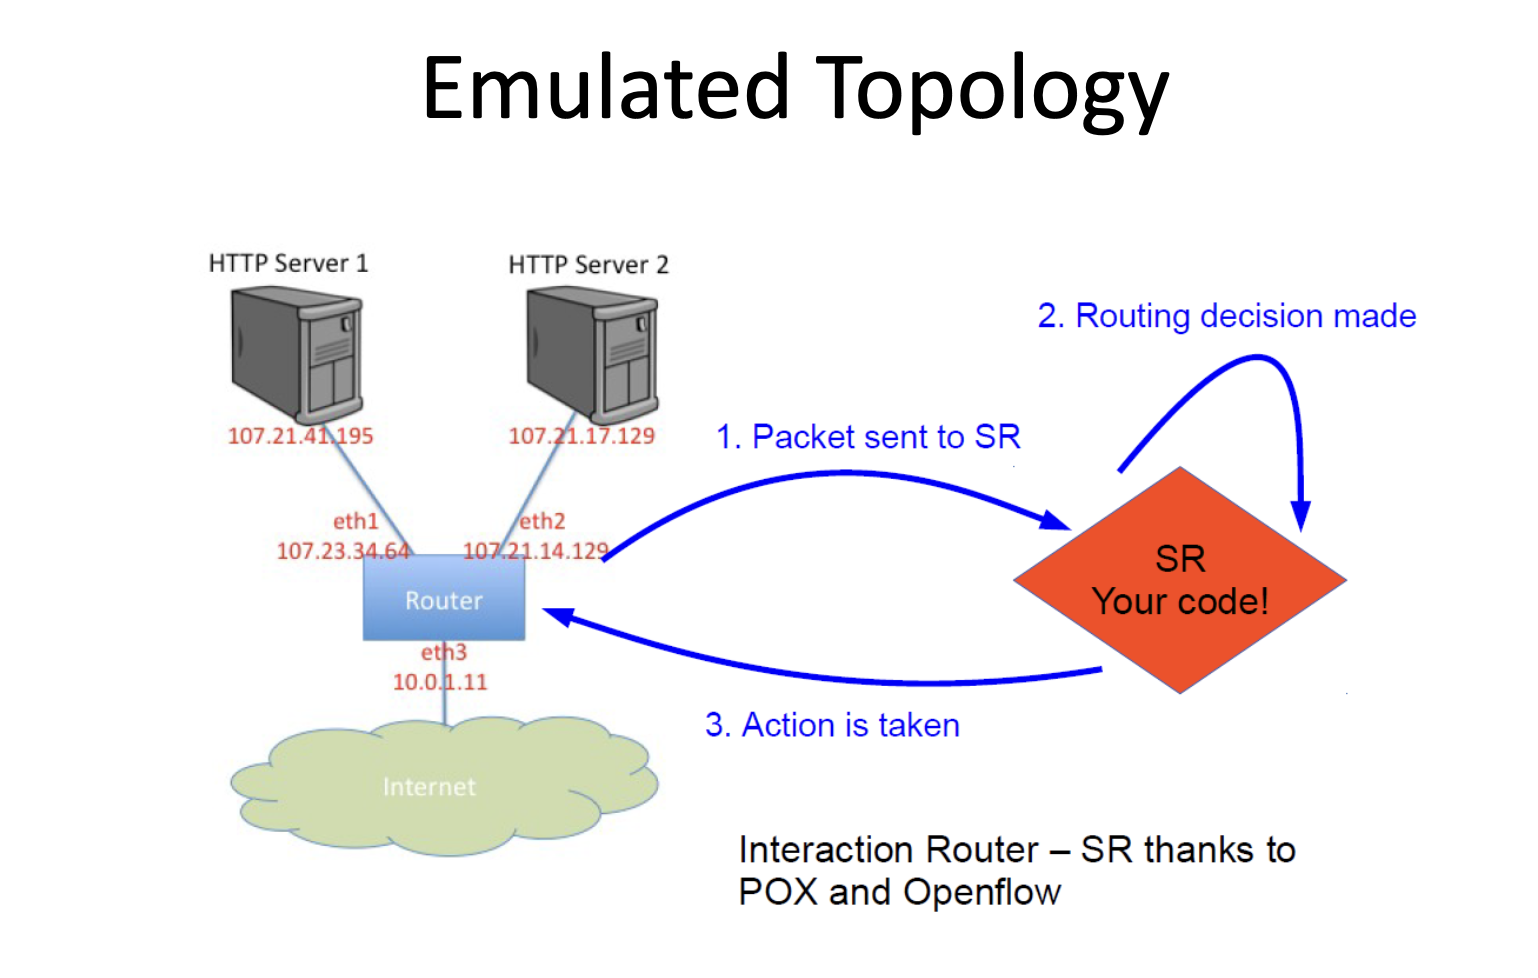 Emulated Topology
HTTP Server 1
HTTP Server 2
107.21.41.195
107.21.17.129
eth1
107.23.34.64
eth2
107.21.14.129
Router
eth3
10.0.1.11
Internet
1. Packet sent to SR
2. Routing decision made
SR
Your code!
3. Action is taken
Interaction Router – SR thanks to
POX and Openflow